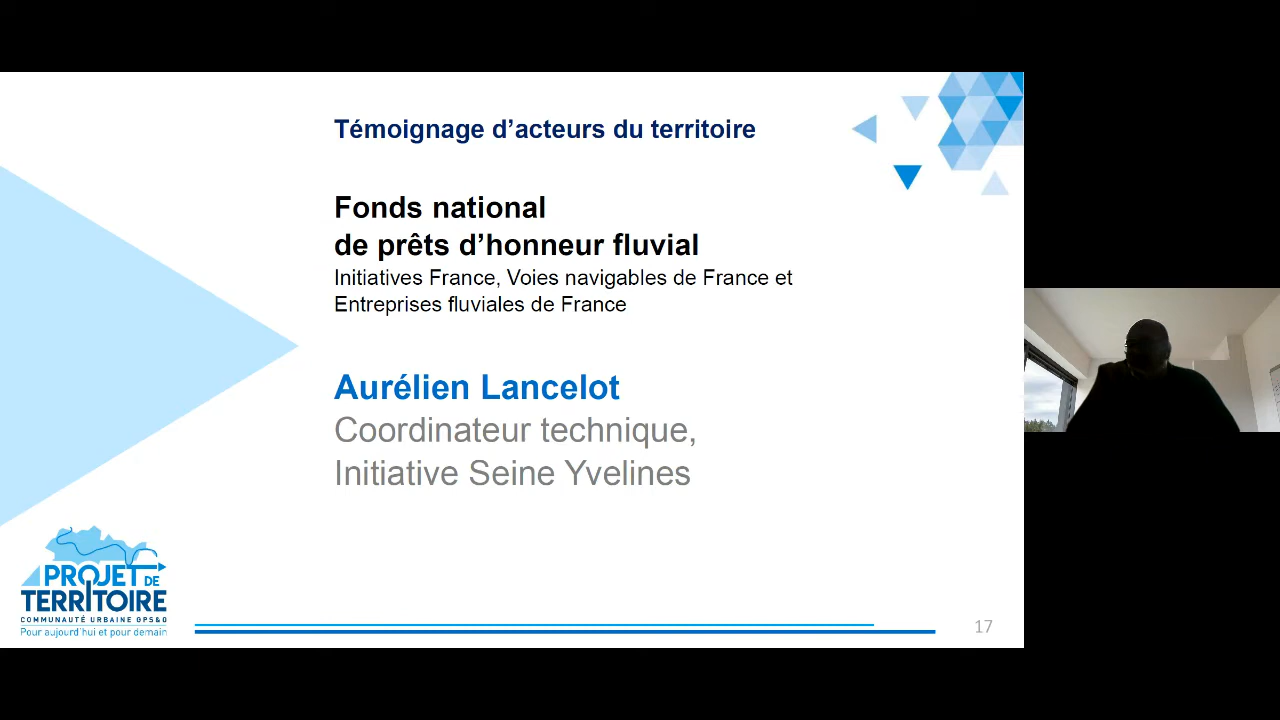 Témoignage d’acteurs du territoire
Fonds national
de prêts d’honneur fluvial
Initiatives France, Voies navigables de France et
Entreprises fluviales de France
Aurélien Lancelot
Coordinateur technique,
Initiative Seine Yvelines
PROJET DE
TERRITOIRE
COMMUNAUTÉ URBAINE GPS&O
Pour aujourd’hui et pour demain
17